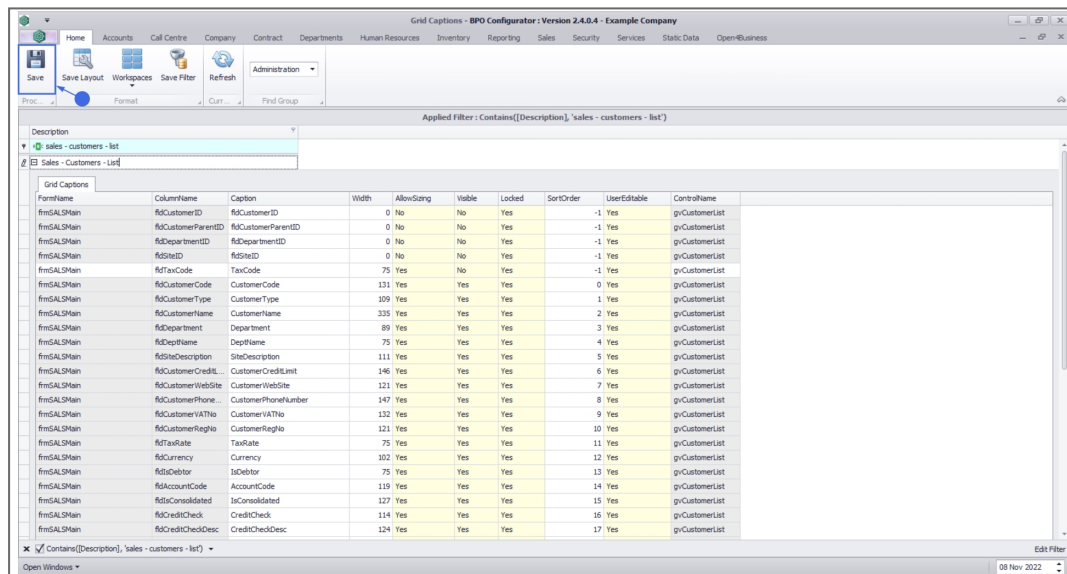 Grid Captions - BPO Configurator : Version 2.4.0.4 - Example Company
Home Accounts Call Centre Company Contract Departments Human Resources Inventory Reporting Sales Security Services Static Data Open4Business
Save Save Layout Workspaces Save Filter Refresh Administration
Proc... Format Curr... Find Group
Applied Filter : Contains([Description], 'sales - customers - list')
Description
sales - customers - list
Sales - Customers - List
Grid Captions
FormName ColumnName Caption Width AllowSizing Visible Locked SortOrder UserEditable ControlName
frmSALSMain fldCustomerID fldCustomerID 0 No No Yes -1 Yes gvCustomerList
frmSALSMain fldCustomerParentID fldCustomerParentID 0 No No Yes -1 Yes gvCustomerList
frmSALSMain fldDepartmentID fldDepartmentID 0 No No Yes -1 Yes gvCustomerList
frmSALSMain fldSiteID fldSiteID 0 No No Yes -1 Yes gvCustomerList
frmSALSMain fldTaxCode TaxCode 75 Yes No Yes -1 Yes gvCustomerList
frmSALSMain fldCustomerCode CustomerCode 131 Yes Yes Yes 0 Yes gvCustomerList
frmSALSMain fldCustomerType CustomerType 109 Yes Yes Yes 1 Yes gvCustomerList
frmSALSMain fldCustomerName CustomerName 335 Yes Yes Yes 2 Yes gvCustomerList
frmSALSMain fldDepartment Department 89 Yes Yes Yes 3 Yes gvCustomerList
frmSALSMain fldDeptName DeptName 75 Yes Yes Yes 4 Yes gvCustomerList
frmSALSMain fldSiteDescription SiteDescription 111 Yes Yes Yes 5 Yes gvCustomerList
frmSALSMain fldCustomerCreditL... CustomerCreditLimit 146 Yes Yes Yes 6 Yes gvCustomerList
frmSALSMain fldCustomerWebSite CustomerWebSite 121 Yes Yes Yes 7 Yes gvCustomerList
frmSALSMain fldCustomerPhone... CustomerPhoneNumber 147 Yes Yes Yes 8 Yes gvCustomerList
frmSALSMain fldCustomerVATNo CustomerVATNo 132 Yes Yes Yes 9 Yes gvCustomerList
frmSALSMain fldCustomerRegNo CustomerRegNo 121 Yes Yes Yes 10 Yes gvCustomerList
frmSALSMain fldTaxRate TaxRate 75 Yes Yes Yes 11 Yes gvCustomerList
frmSALSMain fldCurrency Currency 102 Yes Yes Yes 12 Yes gvCustomerList
frmSALSMain fldIsDebtor IsDebtor 75 Yes Yes Yes 13 Yes gvCustomerList
frmSALSMain fldAccountCode AccountCode 119 Yes Yes Yes 14 Yes gvCustomerList
frmSALSMain fldIsConsolidated IsConsolidated 127 Yes Yes Yes 15 Yes gvCustomerList
frmSALSMain fldCreditCheck CreditCheck 114 Yes Yes Yes 16 Yes gvCustomerList
frmSALSMain fldCreditCheckDesc CreditCheckDesc 124 Yes Yes Yes 17 Yes gvCustomerList
Contains([Description], 'sales - customers - list') Edit Filter
Open Windows 08 Nov 2022